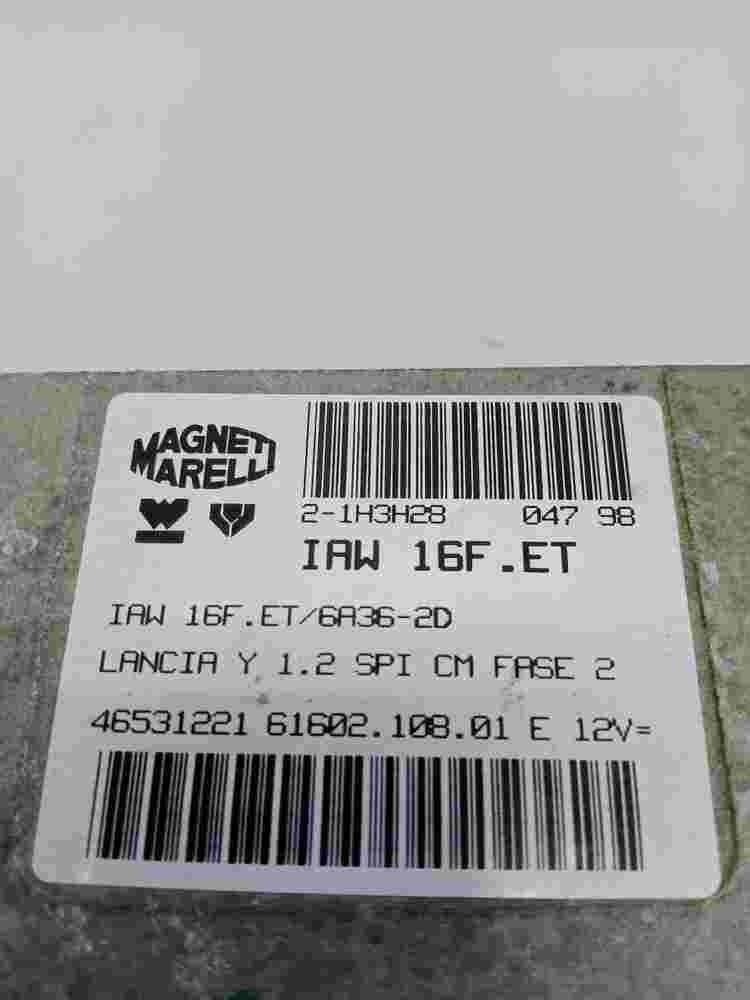 MAGNETI
MARELLI
2-1H3H28 047 98
IAW 16F.ET
IAW 16F.ET/6A36-2D
LANCIA Y 1.2 SPI CM FASE 2
46531221 61602.108.01 E 12V=